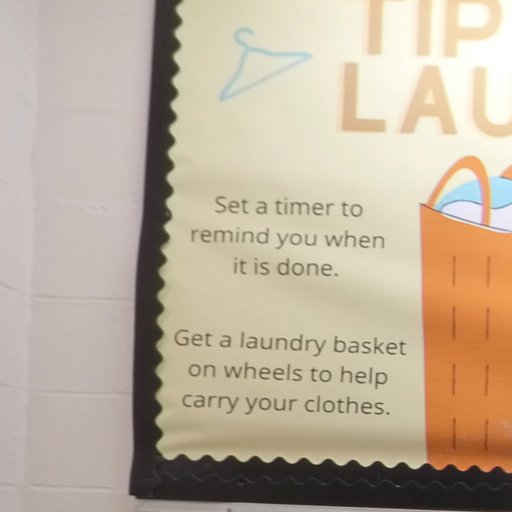 TIP
LAU
Set a timer to
remind you when
it is done.
Get a laundry basket
on wheels to help
carry your clothes.